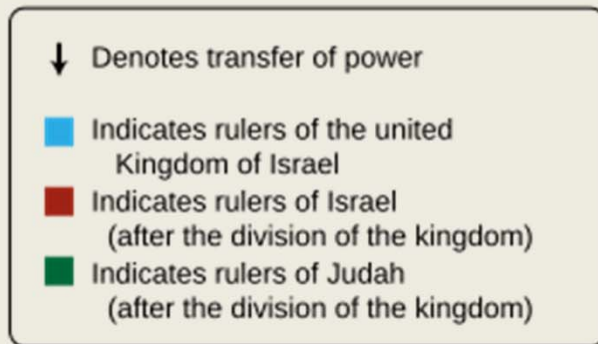 Denotes transfer of power
Indicates rulers of the united
Kingdom of Israel
Indicates rulers of Israel
(after the division of the kingdom)
Indicates rulers of Judah
(after the division of the kingdom)